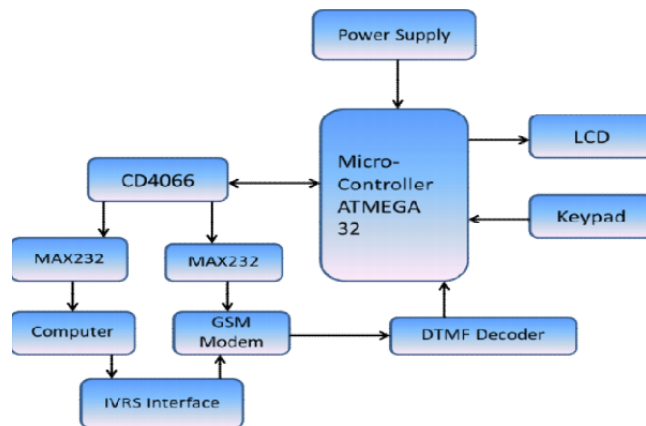 Power Supply
Micro-
Controller
ATMEGA
32
LCD
Keypad
CD4066
MAX232
MAX232
Computer
GSM
Modem
DTMF Decoder
IVRS Interface